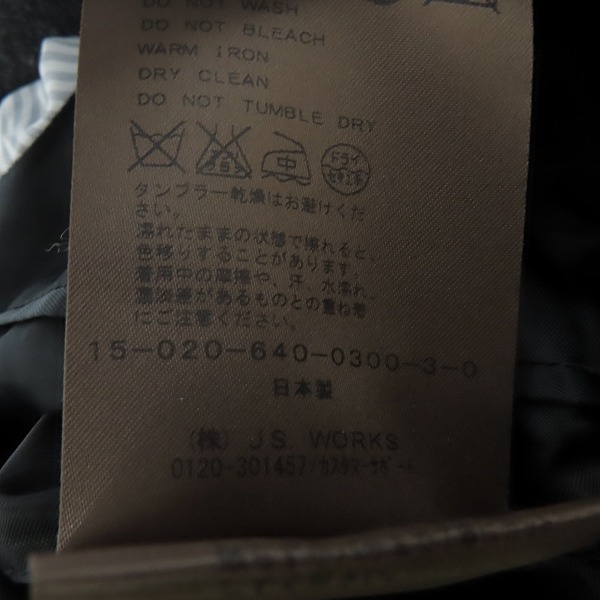 DO NOT WASH
DO NOT BLEACH
WARM IRON
DRY CLEAN
DO NOT TUMBLE DRY
中 ドライ
タンブラー乾燥はお避けくだ
さい。
濡れたままの状態で擦れると、
色移りすることがあります。
着用中の摩擦や、汗、水濡れ、
濃淡差があるものとの重ね着
にご注意ください。
15-020-640-0300-3-0
日本製
(株) J.S. WORKS
0120-301457/カスタマーサポート